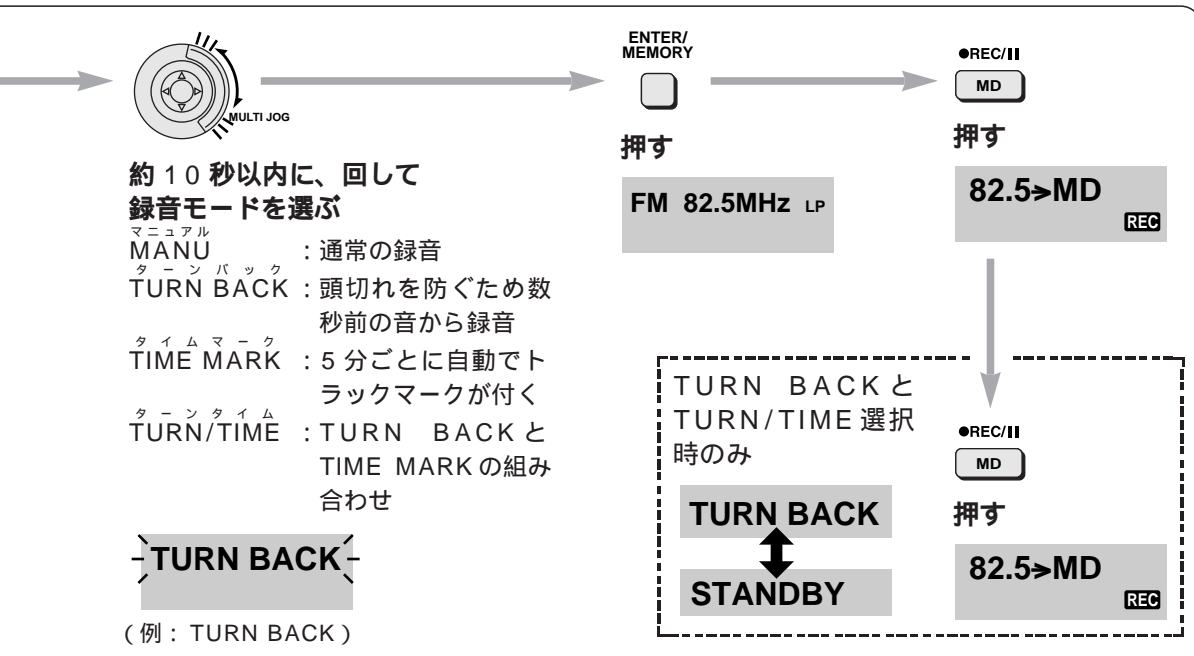 MULTI JOG
約10秒以内に、回して
録音モードを選ぶ
マニュアル
MANU :通常の録音
ターンバック
TURN BACK :頭切れを防ぐため数
秒前の音から録音
タイムマーク
TIME MARK :5分ごとに自動でト
ラックマークが付く
ターンタイム
TURN/TIME :TURN BACKと
TIME MARKの組み
合わせ
TURN BACK
(例:TURN BACK)
ENTER/
MEMORY
押す
FM 82.5MHz LP
●REC/II
MD
押す
82.5>MD
REC
TURN BACKと
TURN/TIME選択
時のみ
TURN BACK
STANDBY
●REC/II
MD
押す
82.5>MD
REC